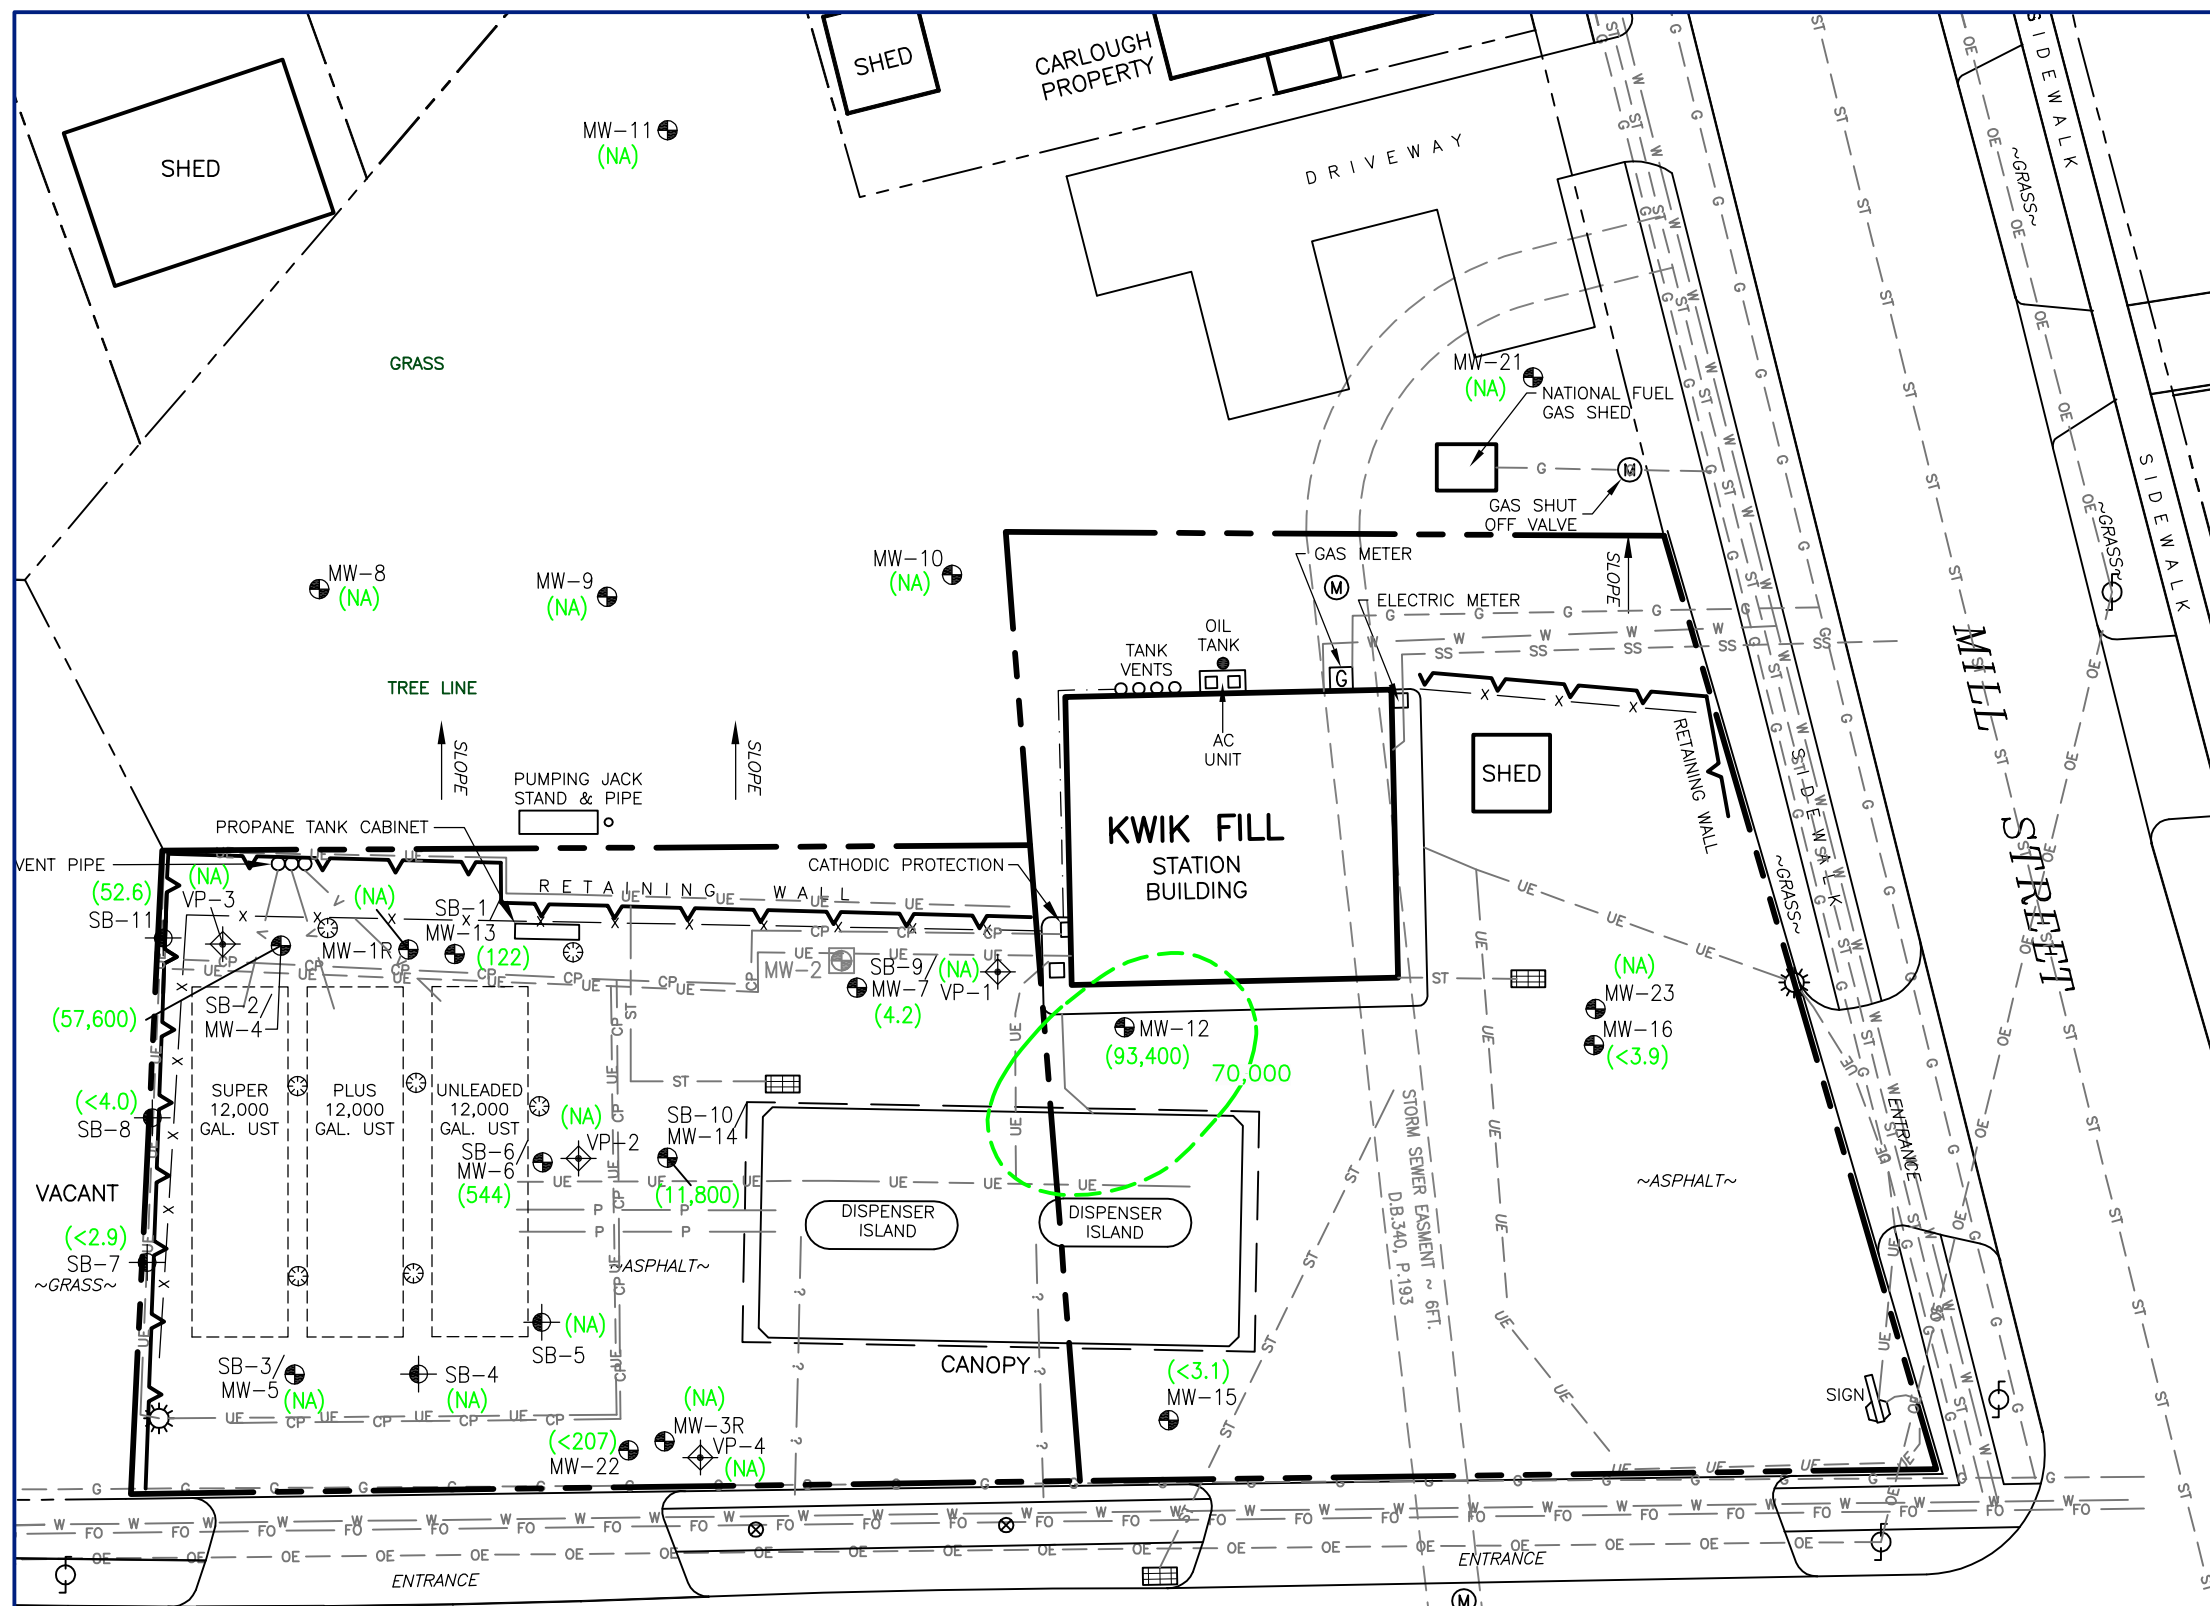 SHED
SHED
CARLOUGH
PROPERTY
MW-11
(NA)
DRIVEWAY
SIDEWALK
~GRASS~
GRASS
MW-21
(NA)
NATIONAL FUEL
GAS SHED
GAS SHUT
OFF VALVE
M
SIDEWALK
~GRASS~
MW-8
(NA)
MW-9
(NA)
MW-10
(NA)
GAS METER
M
ELECTRIC METER
SLOPE
OIL
TANK
TANK
VENTS
G
AC
UNIT
TREE LINE
SLOPE
SLOPE
MILL STREET
SHED
RETAINING WALL
SIDEWALK
~GRASS~
PUMPING JACK
STAND & PIPE
PROPANE TANK CABINET
VENT PIPE
CATHODIC PROTECTION
KWIK FILL
STATION
BUILDING
RETAINING WALL
(52.6)
SB-11
(NA)
VP-3
(NA)
MW-1R
SB-1
MW-13
(122)
MW-2
SB-9
MW-7
(4.2)
(NA)
VP-1
(57,600)
SB-2/
MW-4
MW-12
(93,400)
70,000
(NA)
MW-23
MW-16
(<3.9)
SUPER
12,000
GAL. UST
PLUS
12,000
GAL. UST
UNLEADED
12,000
GAL. UST
(<4.0)
SB-8
(NA)
VP-2
SB-6
MW-6
(544)
SB-10
MW-14
(11,800)
STORM SEWER EASMENT ~ 6FT.
D.B.340, P.193
ENTRANCE
~ASPHALT~
VACANT
(<2.9)
SB-7
~GRASS~
DISPENSER
ISLAND
DISPENSER
ISLAND
~ASPHALT~
(NA)
SB-5
CANOPY
SB-3/
MW-5
(NA)
SB-4
(NA)
(NA)
MW-3R
(<207)
MW-22
VP-4
(NA)
(<3.1)
MW-15
SIGN
ENTRANCE
ENTRANCE
M